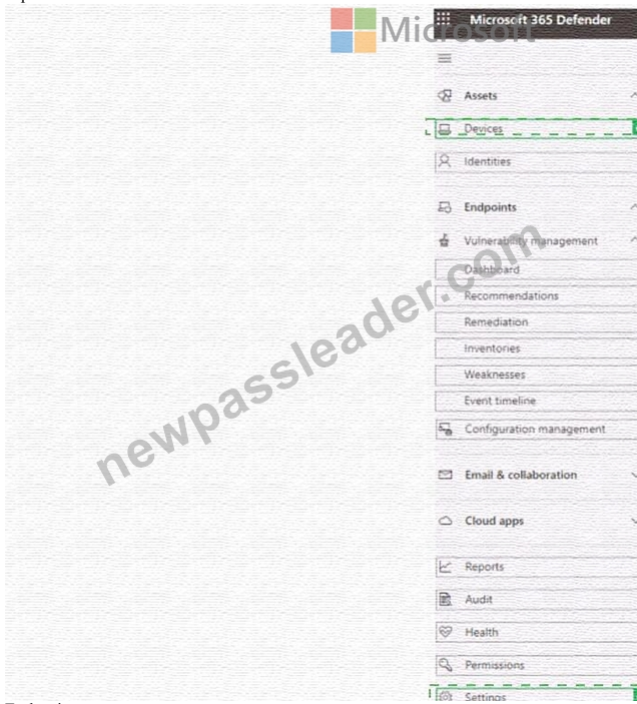 Microsoft
Microsoft 365 Defender
Assets
Devices
Identities
Endpoints
Vulnerability management
Dashboard
Recommendations
Remediation
Inventories
Weaknesses
Event timeline
Configuration management
Email & collaboration
Cloud apps
Reports
Audit
Health
Permissions
Settings
newpassleader.com